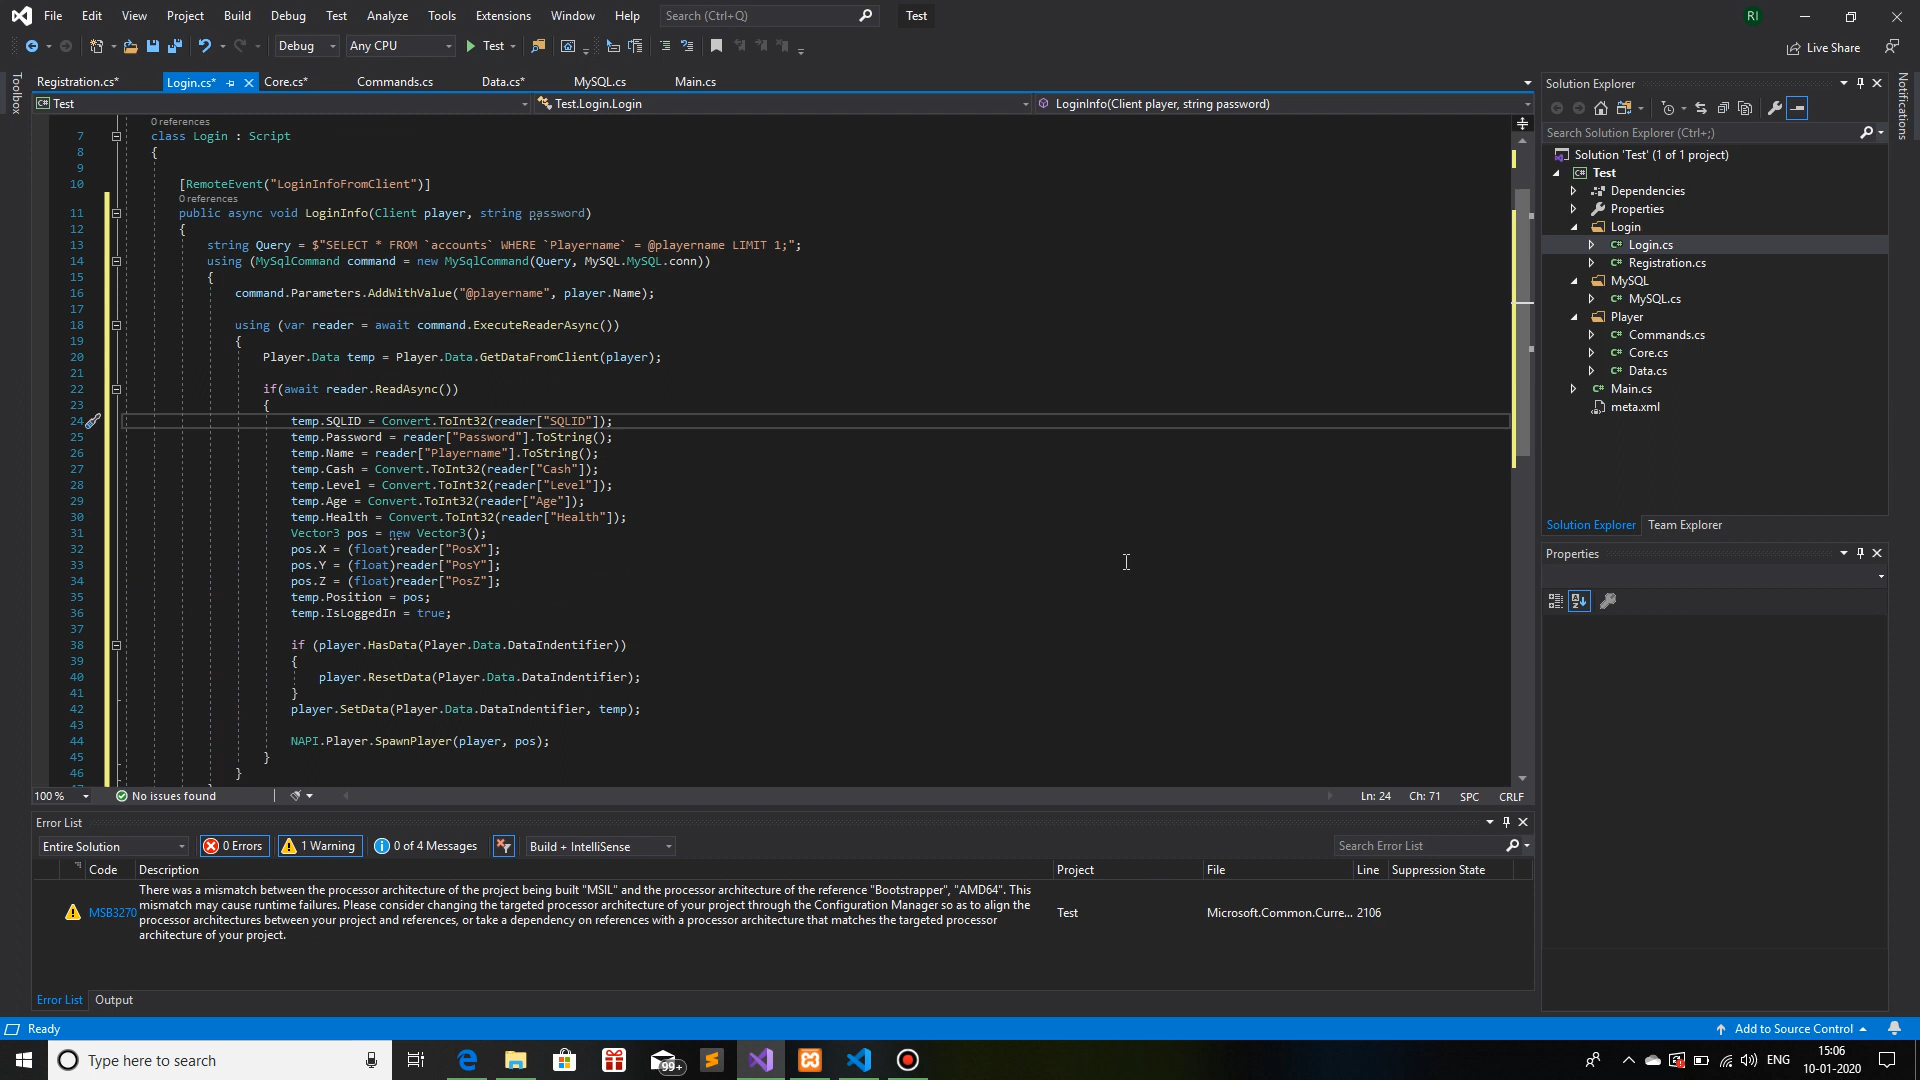 File Edit View Project Build Debug Test Analyze Tools Extensions Window Help Search (Ctrl+Q) Test RI
Debug Any CPU Test Live Share
Toolbox
Registration.cs* Login.cs* Core.cs* Commands.cs Data.cs* MySQL.cs Main.cs
C# Test Test.Login.Login LoginInfo(Client player, string password)
0 references
7 class Login : Script
8 {
9
10 [RemoteEvent("LoginInfoFromClient")]
0 references
11 public async void LoginInfo(Client player, string password)
12 {
13 string Query = $"SELECT * FROM `accounts` WHERE `Playername` = @playername LIMIT 1;";
14 using (MySqlCommand command = new MySqlCommand(Query, MySQL.MySQL.conn))
15 {
16 command.Parameters.AddWithValue("@playername", player.Name);
17
18 using (var reader = await command.ExecuteReaderAsync())
19 {
20 Player.Data temp = Player.Data.GetDataFromClient(player);
21
22 if(await reader.ReadAsync())
23 {
24 temp.SQLID = Convert.ToInt32(reader["SQLID"]);
25 temp.Password = reader["Password"].ToString();
26 temp.Name = reader["Playername"].ToString();
27 temp.Cash = Convert.ToInt32(reader["Cash"]);
28 temp.Level = Convert.ToInt32(reader["Level"]);
29 temp.Age = Convert.ToInt32(reader["Age"]);
30 temp.Health = Convert.ToInt32(reader["Health"]);
31 Vector3 pos = new Vector3();
32 pos.X = (float)reader["PosX"];
33 pos.Y = (float)reader["PosY"];
34 pos.Z = (float)reader["PosZ"];
35 temp.Position = pos;
36 temp.IsLoggedIn = true;
37
38 if (player.HasData(Player.Data.DataIndentifier))
39 {
40 player.ResetData(Player.Data.DataIndentifier);
41 }
42 player.SetData(Player.Data.DataIndentifier, temp);
43
44 NAPI.Player.SpawnPlayer(player, pos);
45 }
46 }
100 % No issues found Ln: 24 Ch: 71 SPC CRLF
Error List
Entire Solution 0 Errors 1 Warning 0 of 4 Messages Build + IntelliSense Search Error List
Code Description Project File Line Suppression State
There was a mismatch between the processor architecture of the project being built "MSIL" and the processor architecture of the reference "Bootstrapper", "AMD64". This
MSB3270 mismatch may cause runtime failures. Please consider changing the targeted processor architecture of your project through the Configuration Manager so as to align the
processor architectures between your project and references, or take a dependency on references with a processor architecture that matches the targeted processor
architecture of your project.
Test Microsoft.Common.Curre... 2106
Error List Output
Solution Explorer
Search Solution Explorer (Ctrl+;)
Solution 'Test' (1 of 1 project)
C# Test
Dependencies
Properties
Login
C# Login.cs
C# Registration.cs
MySQL
C# MySQL.cs
Player
C# Commands.cs
C# Core.cs
C# Data.cs
C# Main.cs
meta.xml
Solution Explorer Team Explorer
Properties
Notifications
Ready Add to Source Control
Type here to search 99+ ENG 15:06
10-01-2020